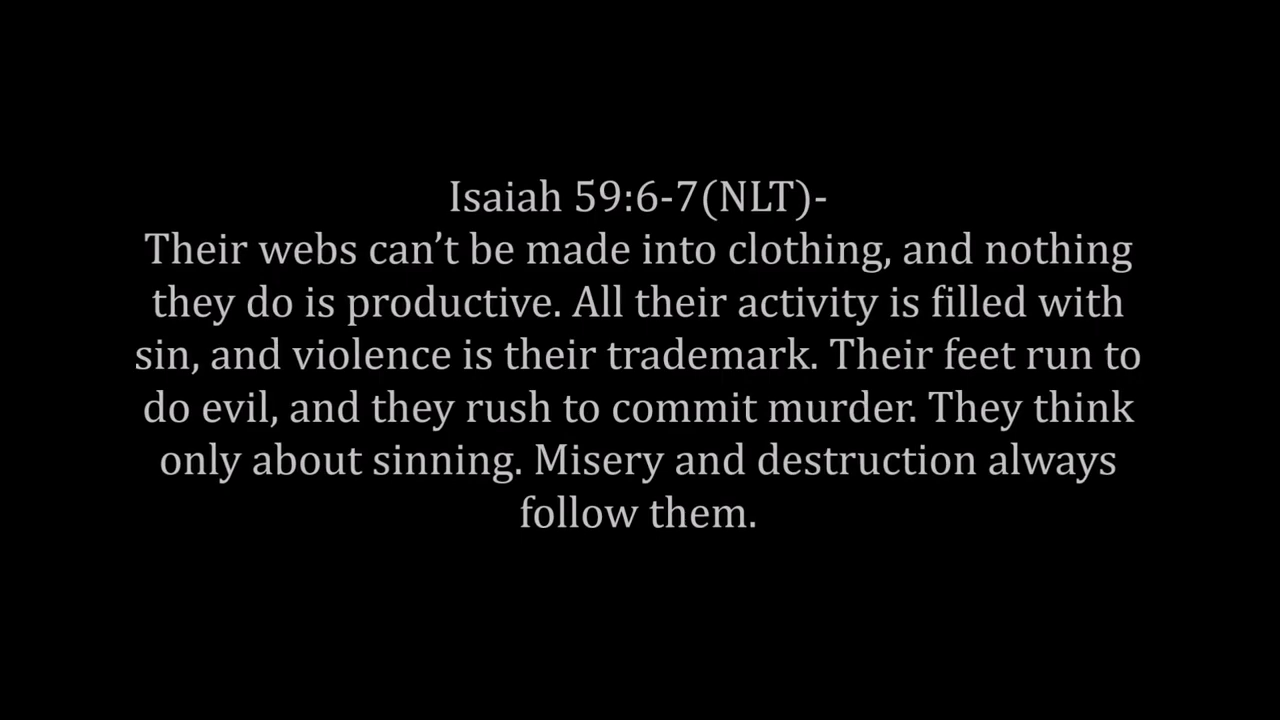 Isaiah 59:6-7(NLT)-
Their webs can’t be made into clothing, and nothing
they do is productive. All their activity is filled with
sin, and violence is their trademark. Their feet run to
do evil, and they rush to commit murder. They think
only about sinning. Misery and destruction always
follow them.